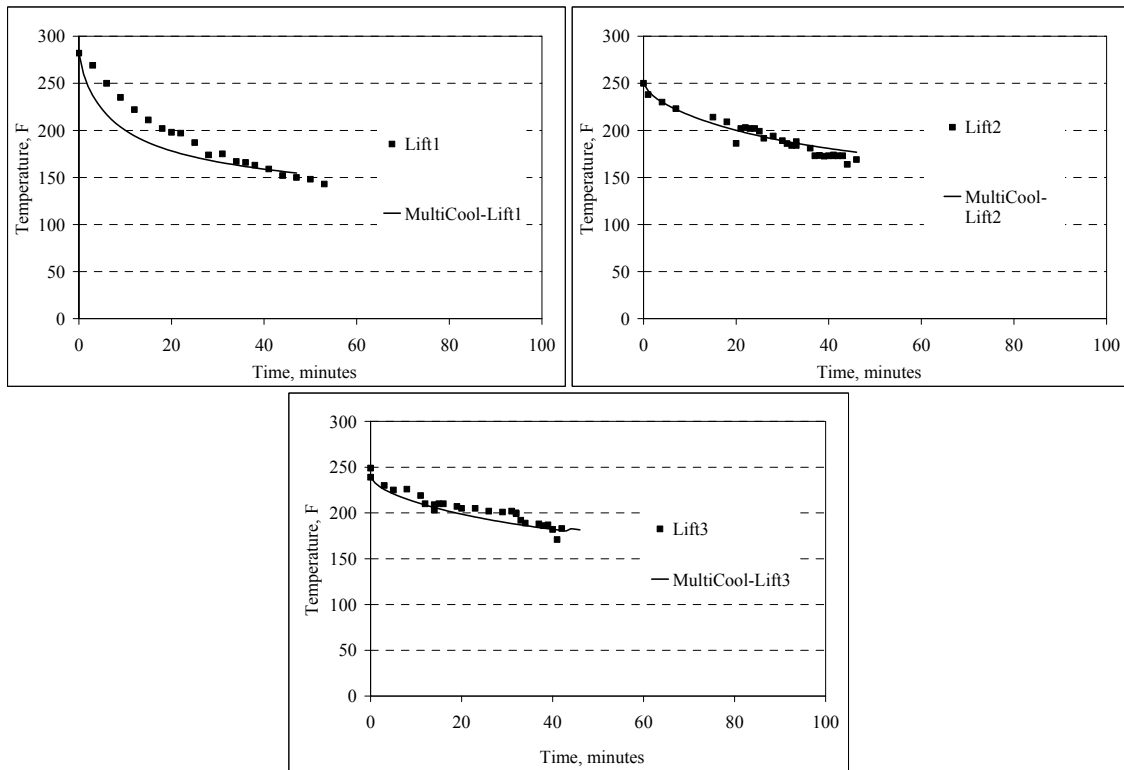 300
250
200
150
100
50
0
Temperature, F
Lift1
MultiCool-Lift1
0 20 40 60 80 100
Time, minutes
300
250
200
150
100
50
0
Temperature, F
Lift2
MultiCool-
Lift2
0 20 40 60 80 100
Time, minutes
300
250
200
150
100
50
0
Temperature, F
Lift3
MultiCool-Lift3
0 20 40 60 80 100
Time, minutes